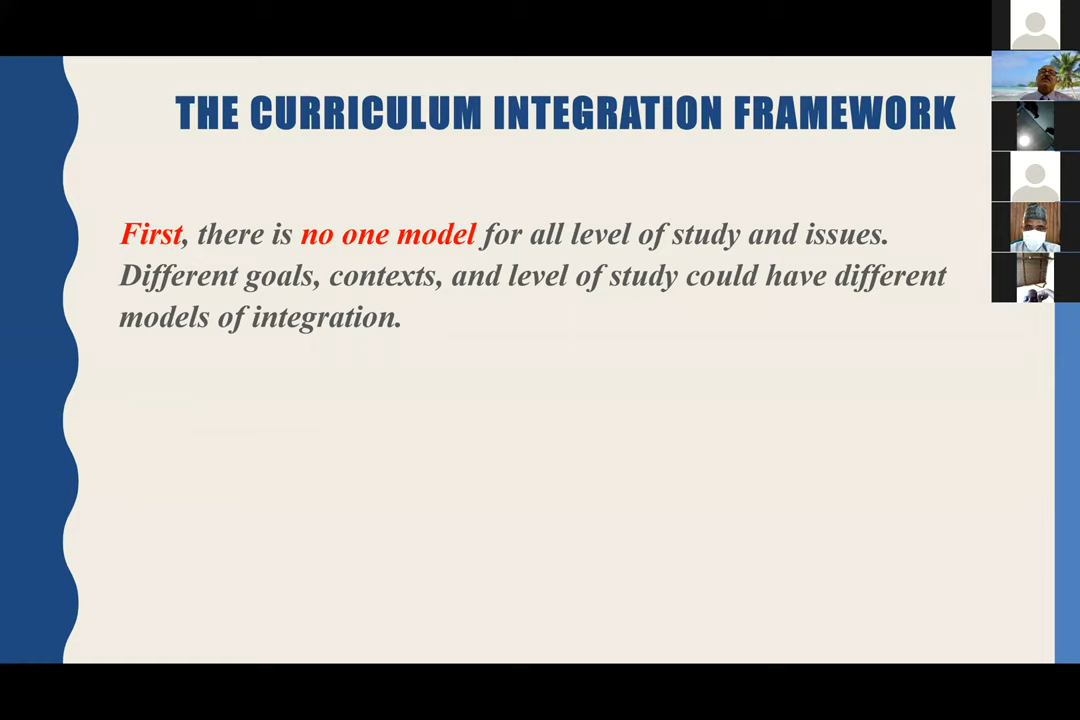 THE CURRICULUM INTEGRATION FRAMEWORK
First, there is no one model for all level of study and issues.
Different goals, contexts, and level of study could have different
models of integration.